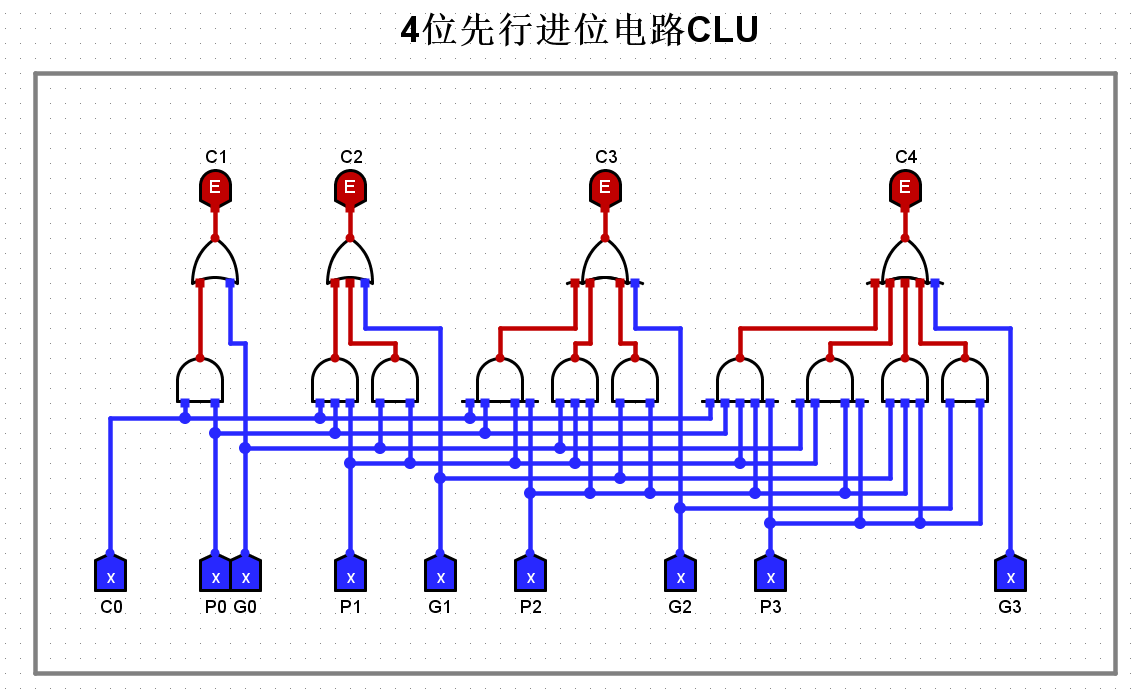 4位先行进位电路CLU
C1 C2 C3 C4
E E E E
x x x x x x x x x
C0 P0 G0 P1 G1 P2 G2 P3 G3